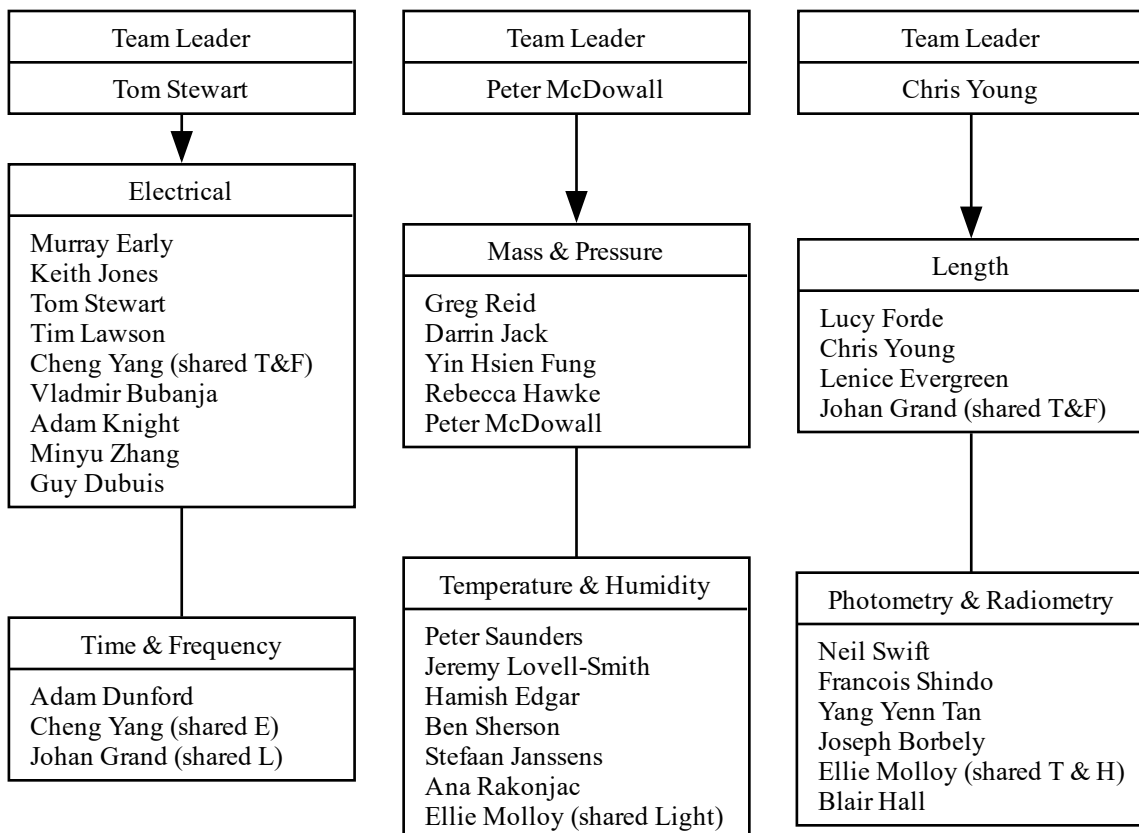 Team Leader
Tom Stewart
Electrical
Murray Early
Keith Jones
Tom Stewart
Tim Lawson
Cheng Yang (shared T&F)
Vladmir Bubanja
Adam Knight
Minyu Zhang
Guy Dubuis
Time & Frequency
Adam Dunford
Cheng Yang (shared E)
Johan Grand (shared L)
Team Leader
Peter McDowall
Mass & Pressure
Greg Reid
Darrin Jack
Yin Hsien Fung
Rebecca Hawke
Peter McDowall
Temperature & Humidity
Peter Saunders
Jeremy Lovell-Smith
Hamish Edgar
Ben Sherson
Stefaan Janssens
Ana Rakonjac
Ellie Molloy (shared Light)
Team Leader
Chris Young
Length
Lucy Forde
Chris Young
Lenice Evergreen
Johan Grand (shared T&F)
Photometry & Radiometry
Neil Swift
Francois Shindo
Yang Yenn Tan
Joseph Borbely
Ellie Molloy (shared T & H)
Blair Hall